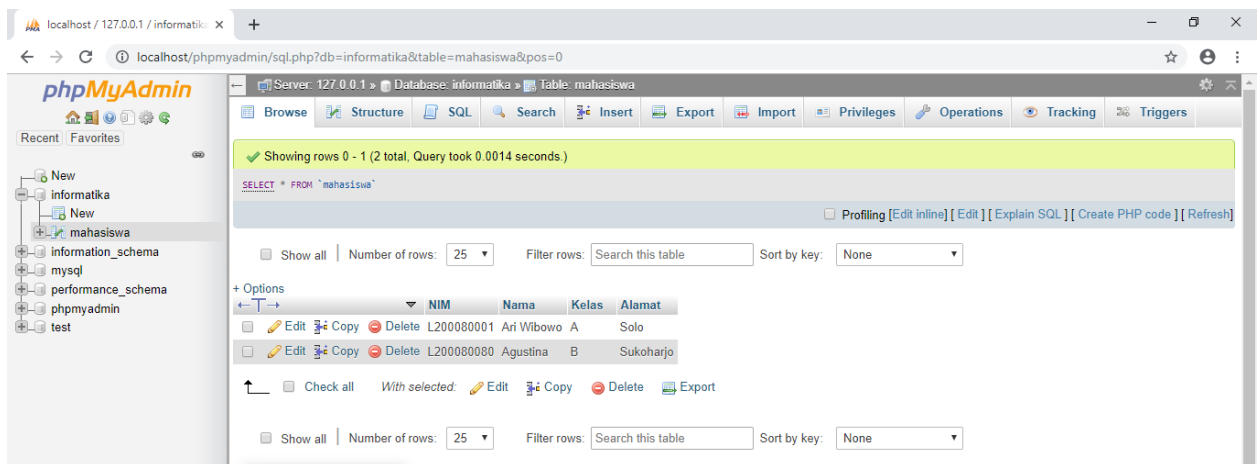 localhost / 127.0.0.1 / informatika
localhost/phpmyadmin/sql.php?db=informatika&table=mahasiswa&pos=0
phpMyAdmin
Recent Favorites
New
informatika
New
mahasiswa
information_schema
mysql
performance_schema
phpmyadmin
test
Server: 127.0.0.1 » Database: informatika » Table: mahasiswa
Browse Structure SQL Search Insert Export Import Privileges Operations Tracking Triggers
Showing rows 0 - 1 (2 total, Query took 0.0014 seconds.)
SELECT * FROM `mahasiswa`
Profiling [Edit inline] [ Edit ] [ Explain SQL ] [ Create PHP code ] [ Refresh]
Show all | Number of rows: 25 Filter rows: Search this table Sort by key: None
+ Options
←T→ NIM Nama Kelas Alamat
Edit Copy Delete L200080001 Ari Wibowo A Solo
Edit Copy Delete L200080080 Agustina B Sukoharjo
Check all With selected: Edit Copy Delete Export
Show all | Number of rows: 25 Filter rows: Search this table Sort by key: None